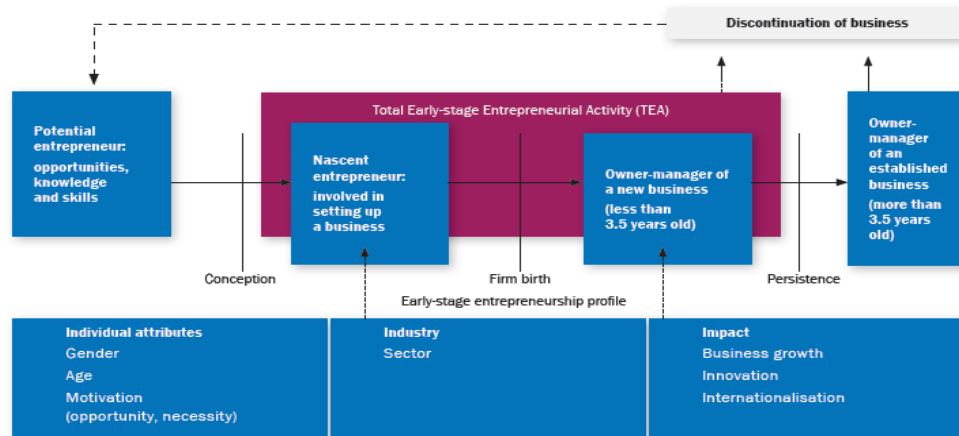 Discontinuation of business
Total Early-stage Entrepreneurial Activity (TEA)
Potential
entrepreneur:
opportunities,
knowledge
and skills
Nascent
entrepreneur:
involved in
setting up
a business
Owner-manager of
a new business
(less than
3.5 years old)
Owner-
manager
of an
established
business
(more than
3.5 years
old)
Conception
Firm birth
Persistence
Early-stage entrepreneurship profile
Individual attributes
Gender
Age
Motivation
(opportunity, necessity)
Industry
Sector
Impact
Business growth
Innovation
Internationalisation